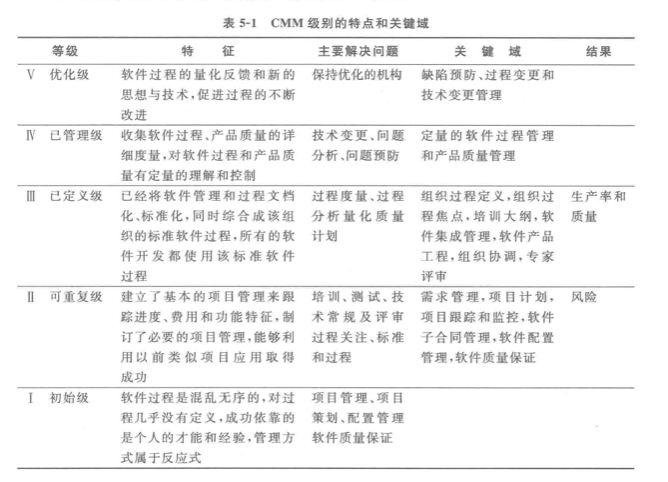 表 5-1 CMM 级别的特点和关键域
等级 特 征 主要解决问题 关 键 域 结果
Ⅴ 优化级 软件过程的量化反馈和新的 保持优化的机构 缺陷预防、过程变更和
思想与技术,促进过程的不断 技术变更管理
改进
Ⅳ 已管理级 收集软件过程、产品质量的详 技术变更、问题 定量的软件过程管理
细度量,对软件过程和产品质 分析、问题预防 和产品质量管理
量有定量的理解和控制
Ⅲ 已定义级 已经将软件管理和过程文档 过程度量、过程 组织过程定义,组织过 生产率和
化、标准化,同时综合成该组 分析量化质量 程焦点,培训大纲,软 质量
织的标准软件过程,所有的软 计划 件集成管理,软件产品
件开发都使用该标准软件 工程,组织协调,专家
过程 评审
Ⅱ 可重复级 建立了基本的项目管理来跟 培训、测试、技 需求管理,项目计划, 风险
踪进度、费用和功能特征,制 术常规及评审 项目跟踪和监控,软件
订了必要的项目管理,能够利 过程关注、标准 子合同管理,软件配置
用以前类似项目应用取得 和过程 管理,软件质量保证
成功
Ⅰ 初始级 软件过程是混乱无序的,对过 项目管理、项目
程几乎没有定义,成功依靠的 策划、配置管理
是个人的才能和经验,管理方 软件质量保证
式属于反应式